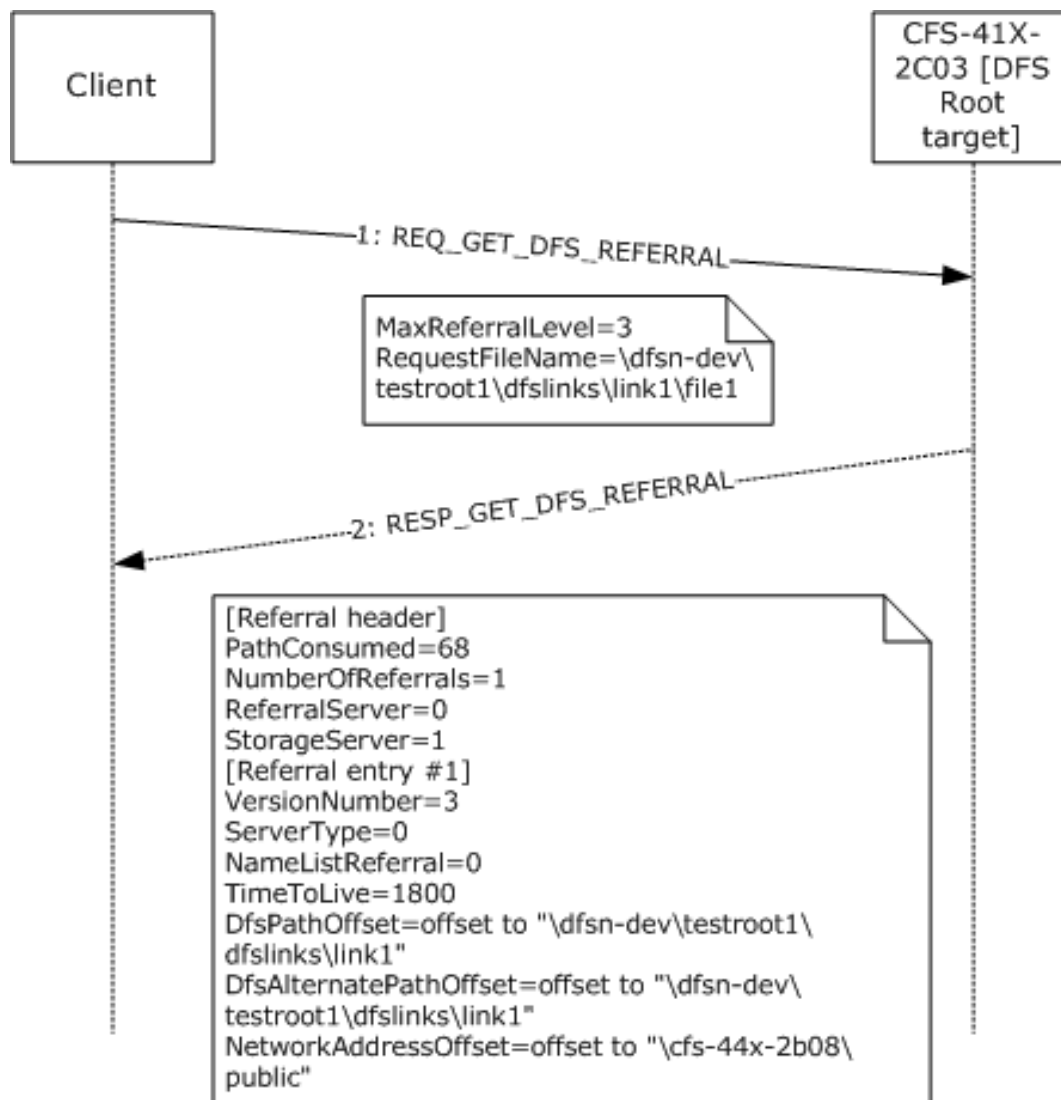 Client
CFS-41X-
2C03 [DFS
Root
target]
1: REQ_GET_DFS_REFERRAL
MaxReferralLevel=3
RequestFileName=\dfsn-dev\
testroot1\dfslinks\link1\file1
2: RESP_GET_DFS_REFERRAL
[Referral header]
PathConsumed=68
NumberOfReferrals=1
ReferralServer=0
StorageServer=1
[Referral entry #1]
VersionNumber=3
ServerType=0
NameListReferral=0
TimeToLive=1800
DfsPathOffset=offset to "\dfsn-dev\testroot1\
dfslinks\link1"
DfsAlternatePathOffset=offset to "\dfsn-dev\
testroot1\dfslinks\link1"
NetworkAddressOffset=offset to "\cfs-44x-2b08\
public"